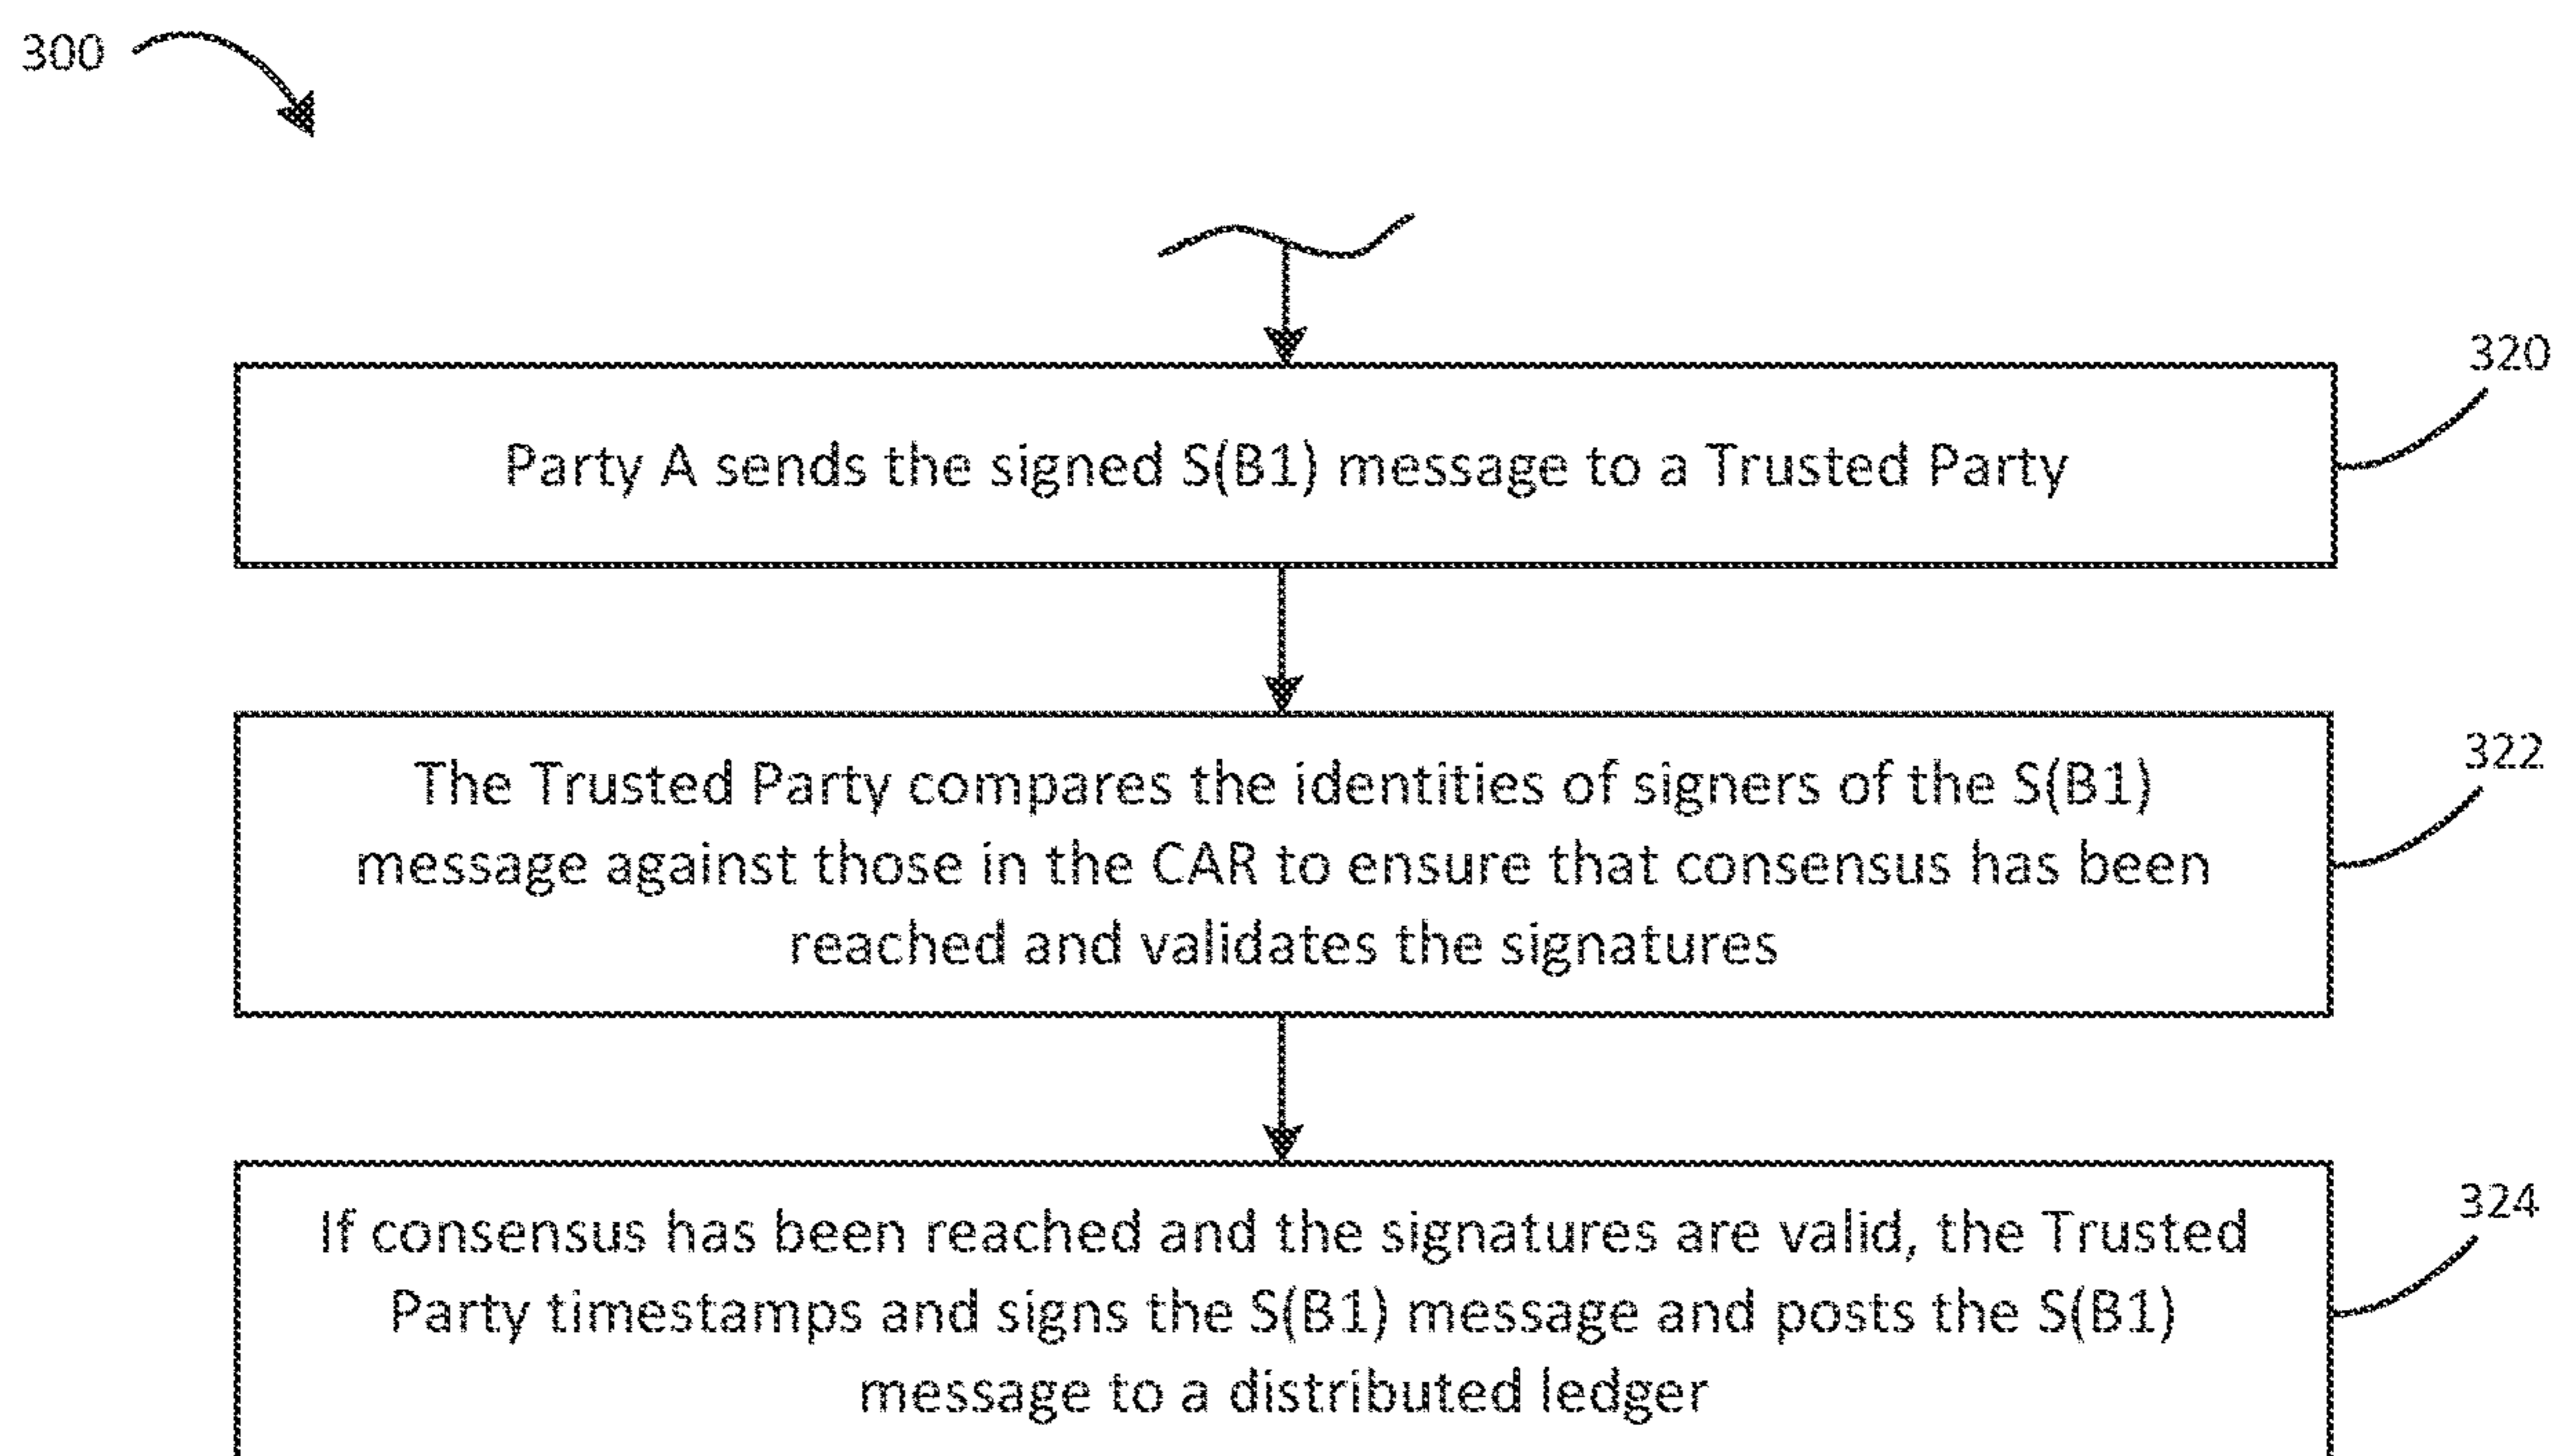 300
320
Party A sends the signed S(B1) message to a Trusted Party
322
The Trusted Party compares the identities of signers of the S(B1)
message against those in the CAR to ensure that consensus has been
reached and validates the signatures
324
If consensus has been reached and the signatures are valid, the Trusted
Party timestamps and signs the S(B1) message and posts the S(B1)
message to a distributed ledger